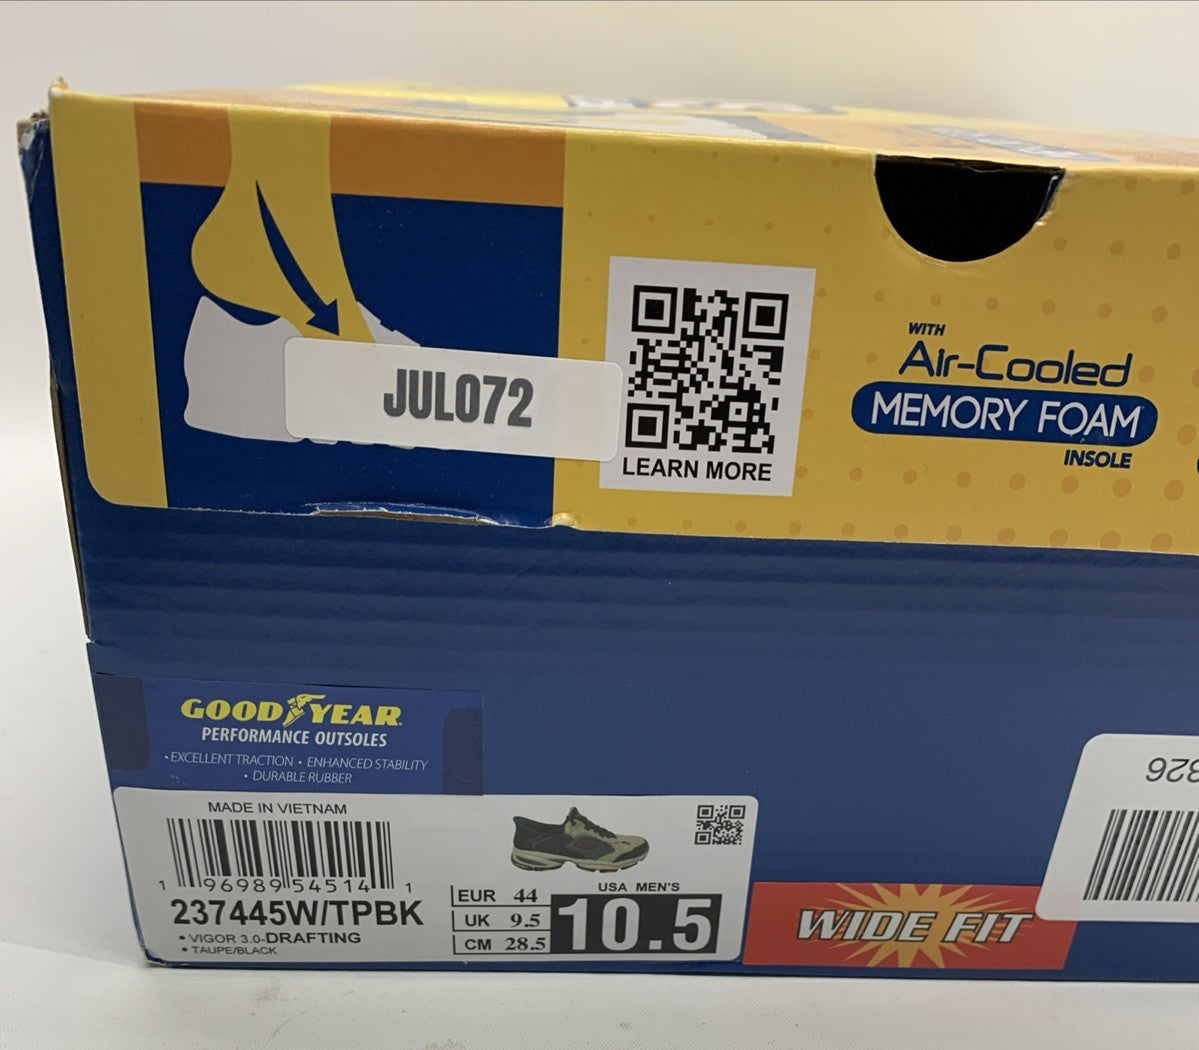 WITH
Air-Cooled
MEMORY FOAM
INSOLE
JUL072
LEARN MORE
GOODYEAR
PERFORMANCE OUTSOLES
• EXCELLENT TRACTION • ENHANCED STABILITY
• DURABLE RUBBER
MADE IN VIETNAM
1 96989 54514 1
237445W/TPBK
• VIGOR 3.0-DRAFTING
• TAUPE/BLACK
EUR 44
UK 9.5
CM 28.5
USA MEN'S
10.5
WIDE FIT